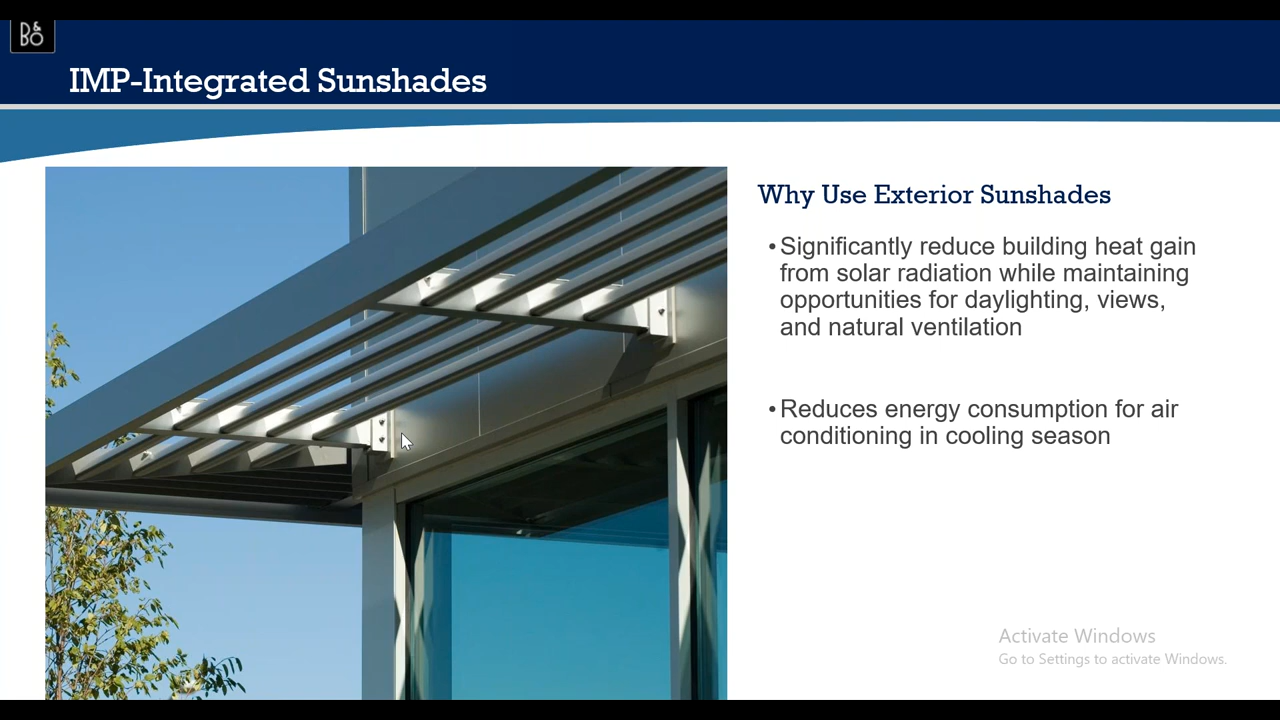 B&O
IMP-Integrated Sunshades
Why Use Exterior Sunshades
•Significantly reduce building heat gain
from solar radiation while maintaining
opportunities for daylighting, views,
and natural ventilation
•Reduces energy consumption for air
conditioning in cooling season
Activate Windows
Go to Settings to activate Windows.